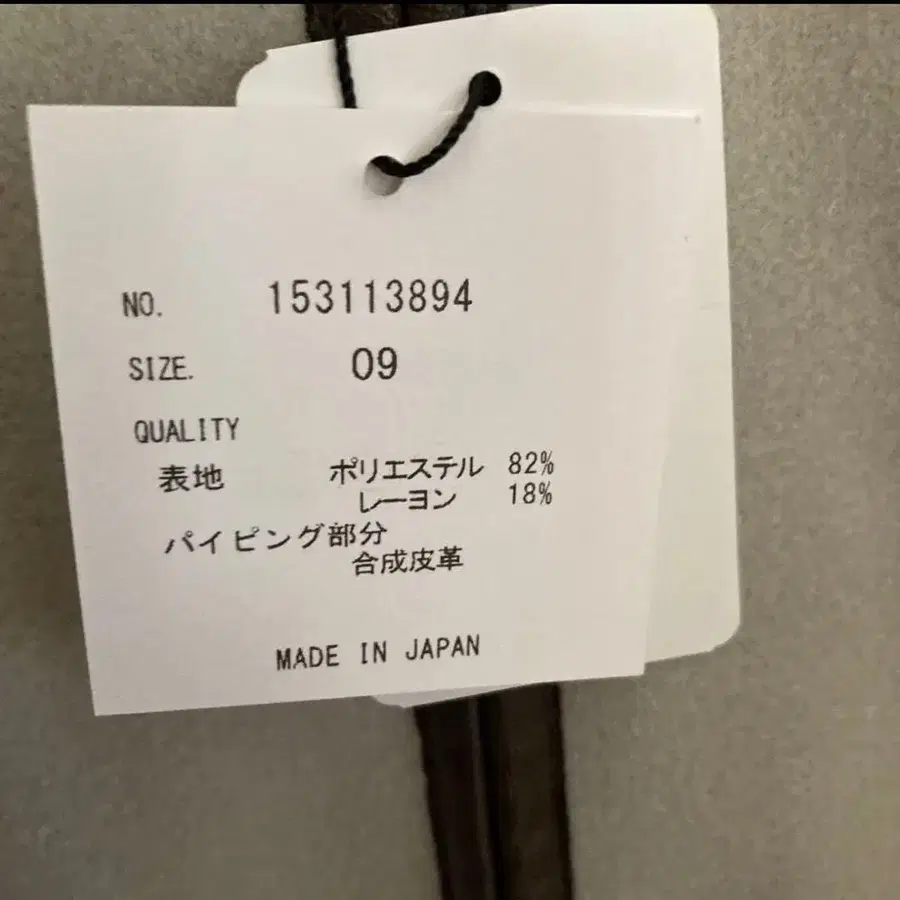 NO. 153113894
SIZE. 09
QUALITY
表地 ポリエステル 82%
レーヨン 18%
パイピング部分
合成皮革
MADE IN JAPAN